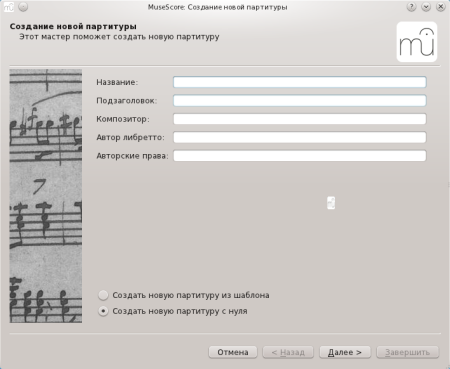 MuseScore: Создание новой партитуры
Создание новой партитуры
Этот мастер поможет создать новую партитуру
mu
Название:
Подзаголовок:
Композитор:
Автор либретто:
Авторские права:
Создать новую партитуру из шаблона
Создать новую партитуру с нуля
Отмена
< Назад
Далее >
Завершить